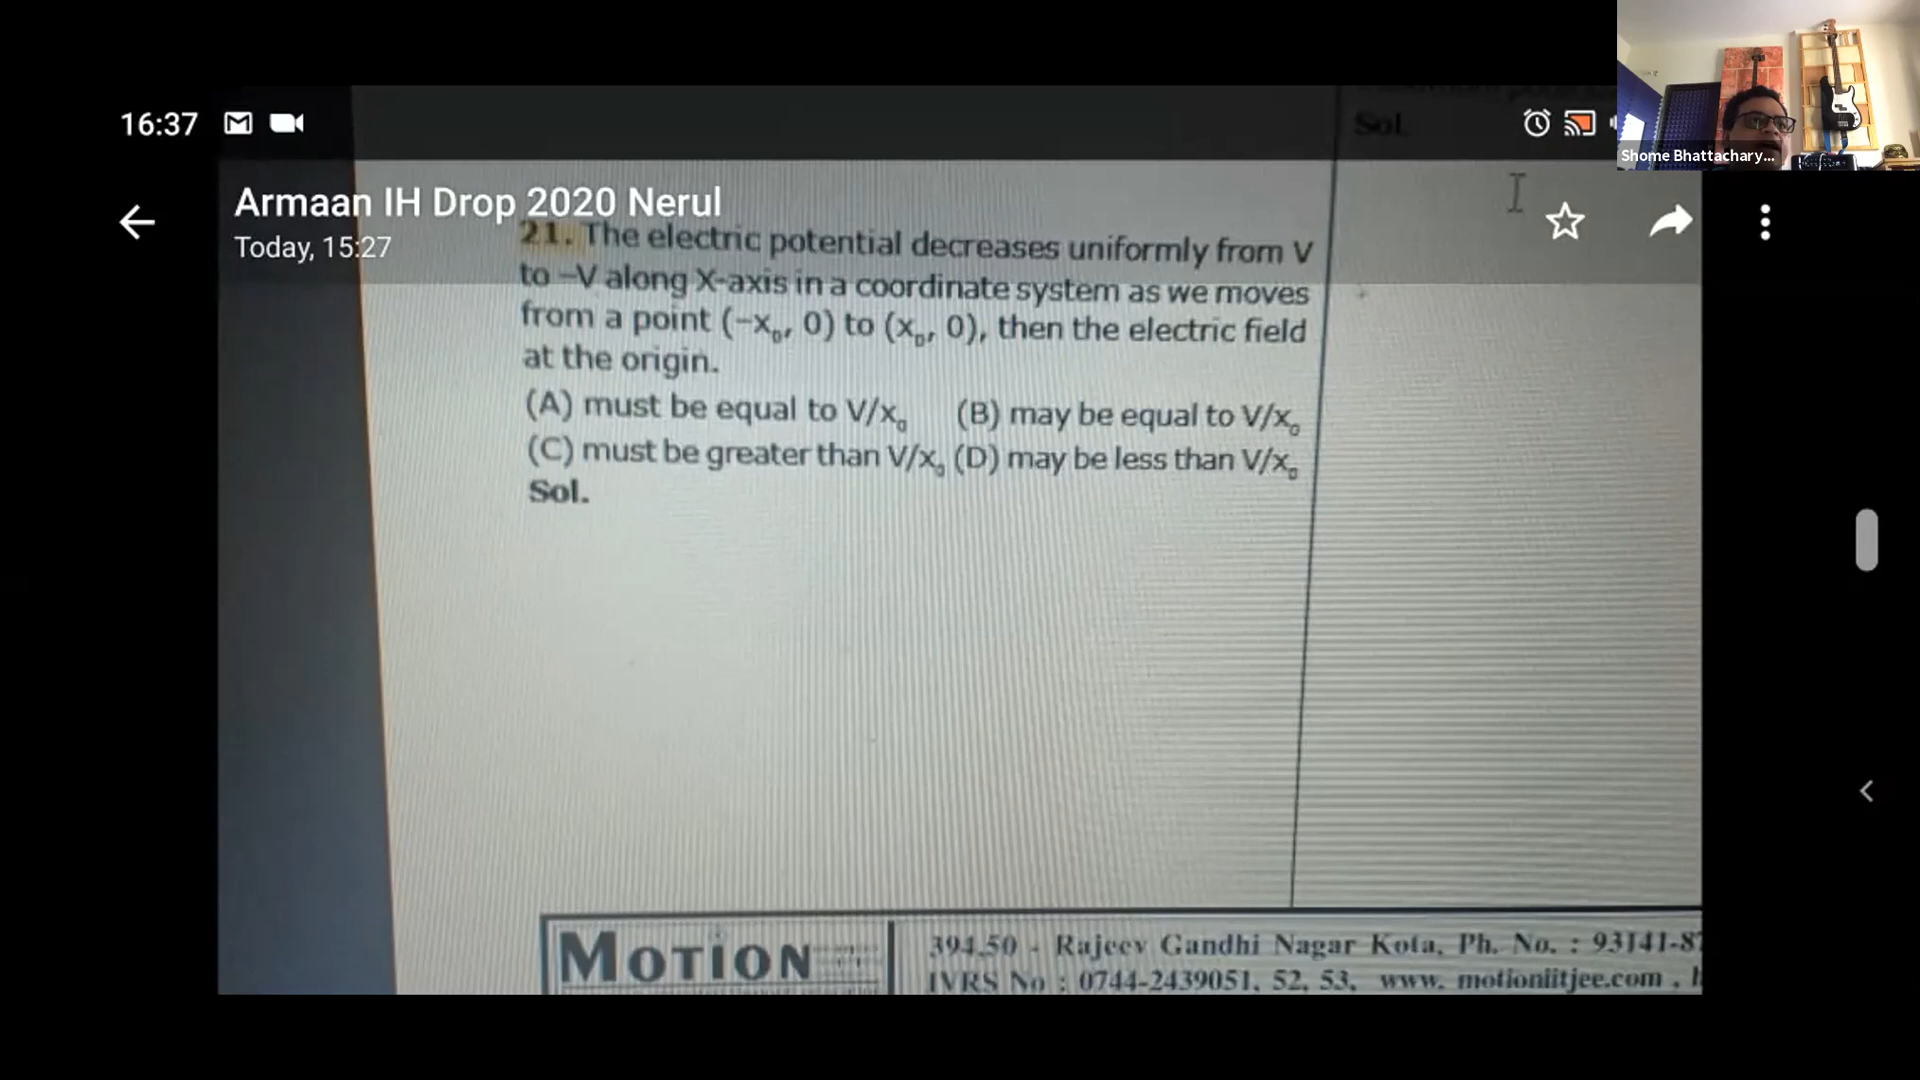 16:37
Sol.
Shome Bhattachary...
Armaan IH Drop 2020 Nerul
Today, 15:27
21. The electric potential decreases uniformly from V
to –V along X-axis in a coordinate system as we moves
from a point (–x₀, 0) to (x₀, 0), then the electric field
at the origin.
(A) must be equal to V/x₀ (B) may be equal to V/x₀
(C) must be greater than V/x₀ (D) may be less than V/x₀
Sol.
MOTION
394,50 - Rajeev Gandhi Nagar Kota, Ph. No. : 93141-8
IVRS No : 0744-2439051, 52, 53, www. motioniitjee.com ,